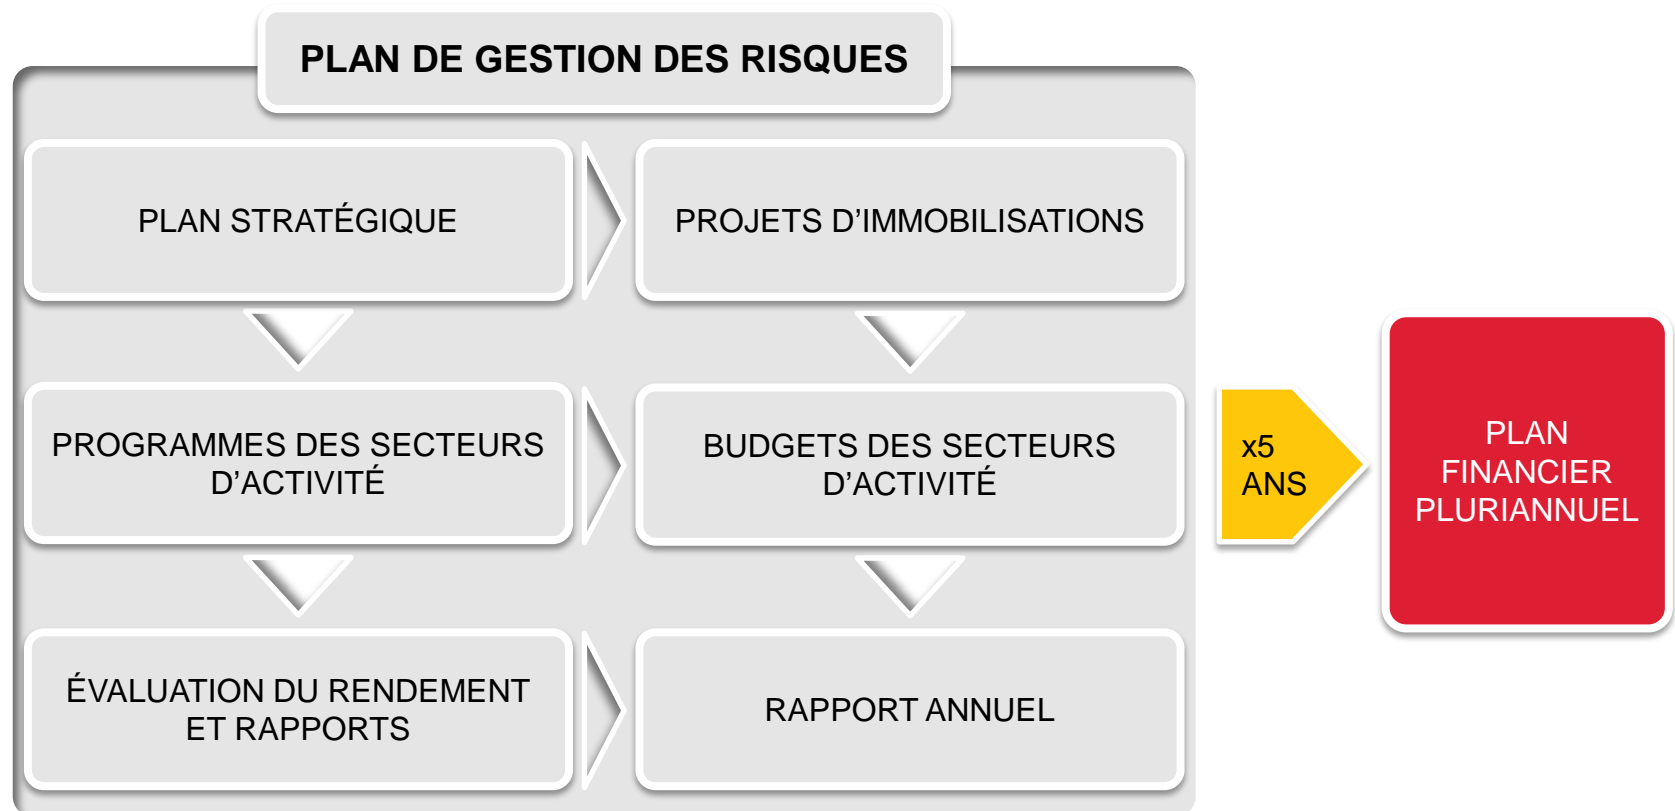 PLAN DE GESTION DES RISQUES
PLAN STRATÉGIQUE
PROJETS D’IMMOBILISATIONS
PROGRAMMES DES SECTEURS
D’ACTIVITÉ
BUDGETS DES SECTEURS
D’ACTIVITÉ
x5
ANS
PLAN
FINANCIER
PLURIANNUEL
ÉVALUATION DU RENDEMENT
ET RAPPORTS
RAPPORT ANNUEL